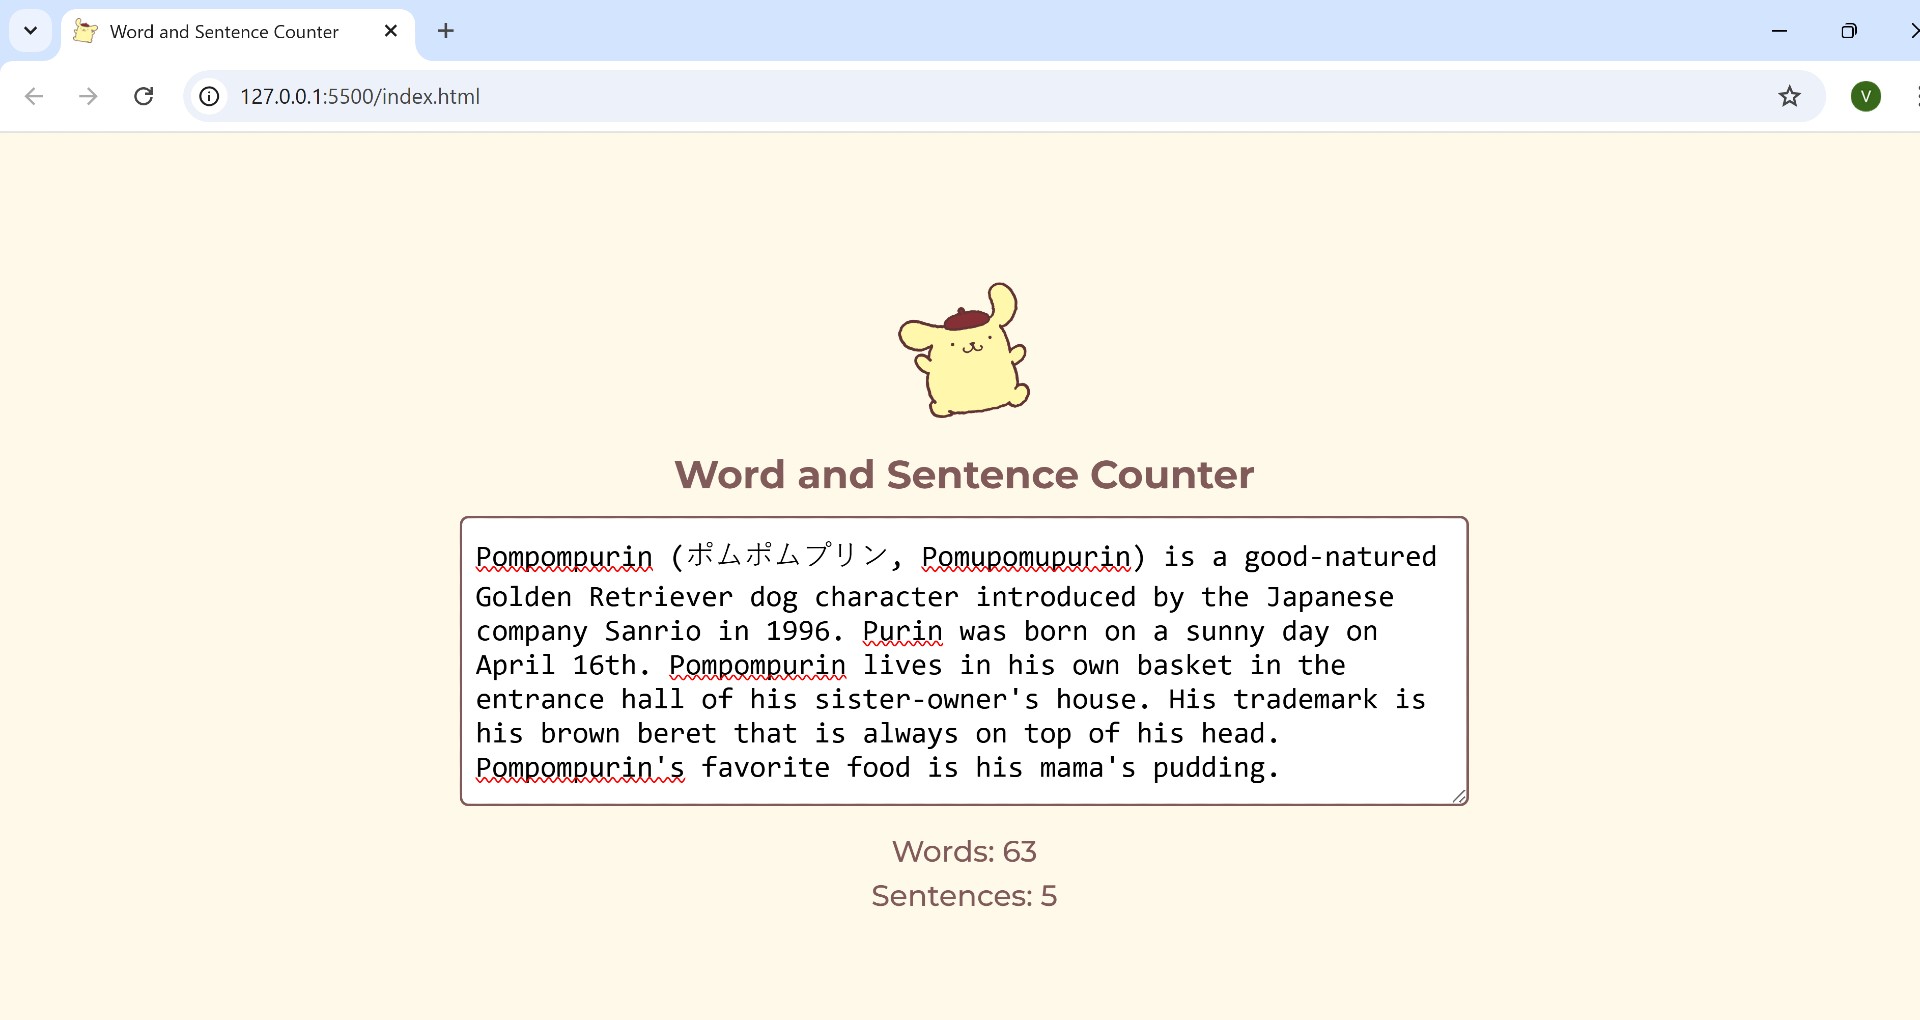 Word and Sentence Counter
127.0.0.1:5500/index.html
V
Word and Sentence Counter
Pompompurin (ポムポムプリン, Pomupomupurin) is a good-natured
Golden Retriever dog character introduced by the Japanese
company Sanrio in 1996. Purin was born on a sunny day on
April 16th. Pompompurin lives in his own basket in the
entrance hall of his sister-owner's house. His trademark is
his brown beret that is always on top of his head.
Pompompurin's favorite food is his mama's pudding.
Words: 63
Sentences: 5